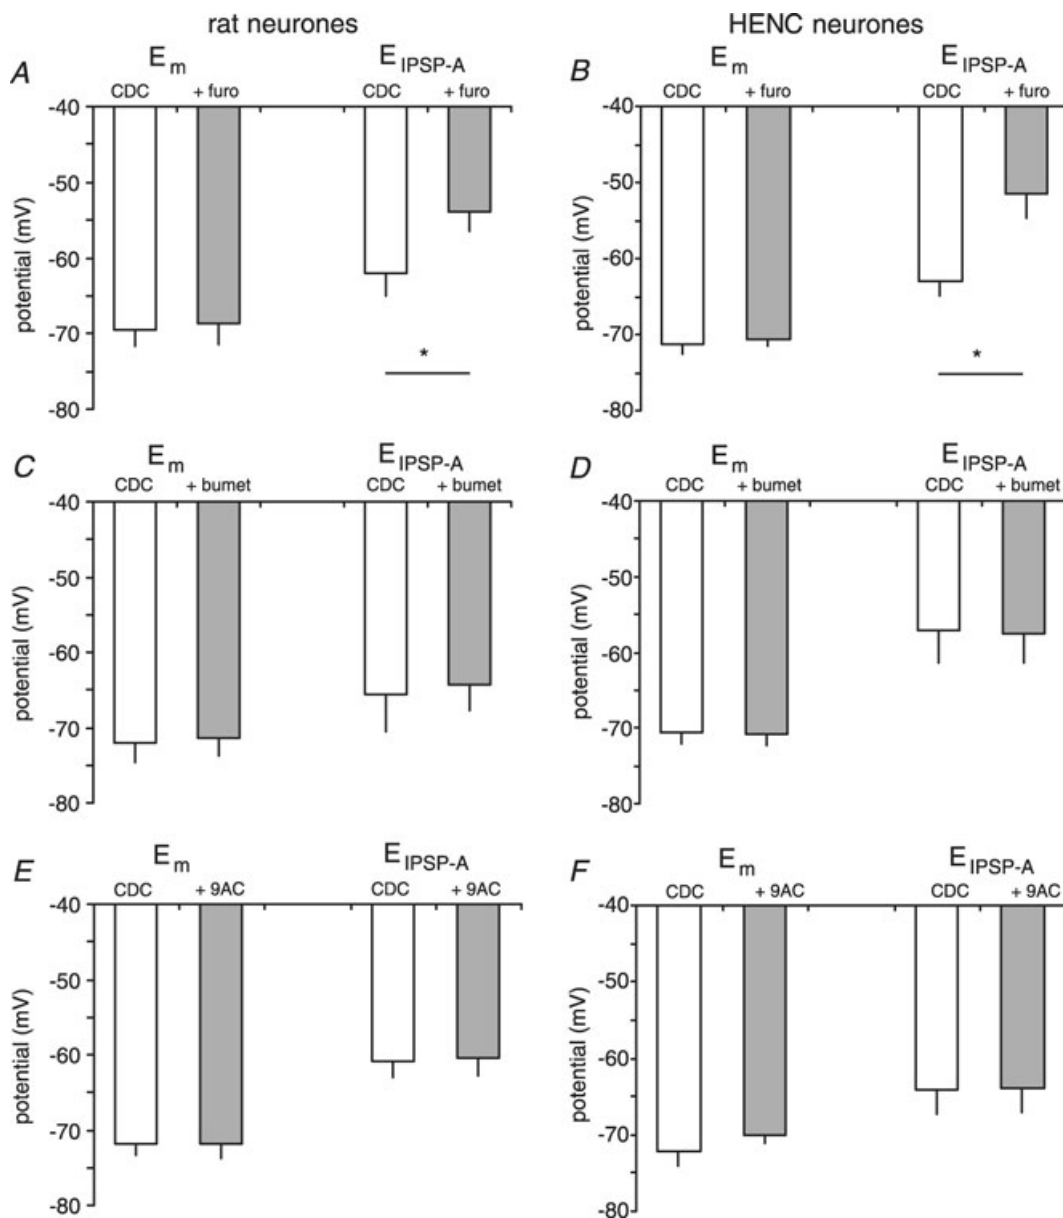 rat neurones HENC neurones
A E_m E_IPSP-A B E_m E_IPSP-A
CDC + furo CDC + furo CDC + furo CDC + furo
-40 -40
-50 -50
-60 -60
-70 -70
-80 -80
potential (mV) potential (mV)
* *
C E_m E_IPSP-A D E_m E_IPSP-A
CDC + bumet CDC + bumet CDC + bumet CDC + bumet
-40 -40
-50 -50
-60 -60
-70 -70
-80 -80
potential (mV) potential (mV)
E E_m E_IPSP-A F E_m E_IPSP-A
CDC + 9AC CDC + 9AC CDC + 9AC CDC + 9AC
-40 -40
-50 -50
-60 -60
-70 -70
-80 -80
potential (mV) potential (mV)